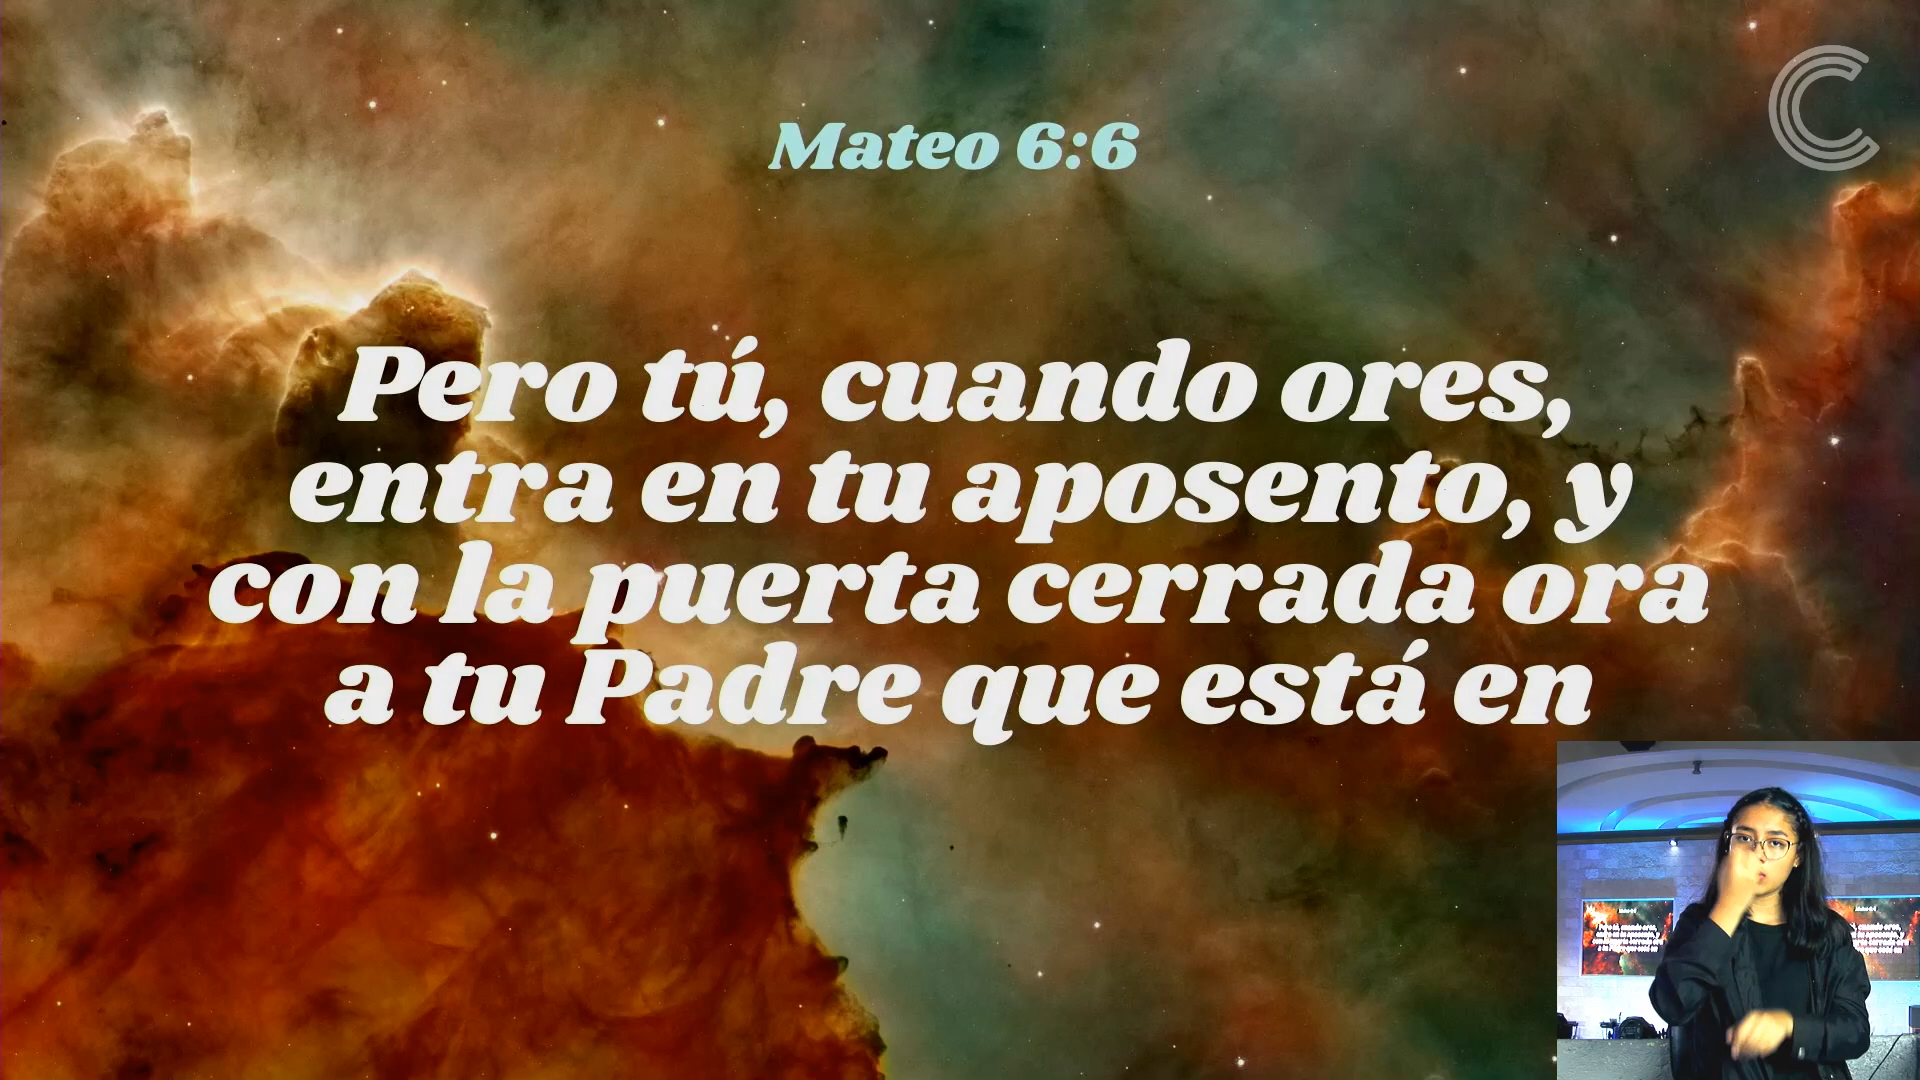 Mateo 6:6
Pero tú, cuando ores,
entra en tu aposento, y
con la puerta cerrada ora
a tu Padre que está en